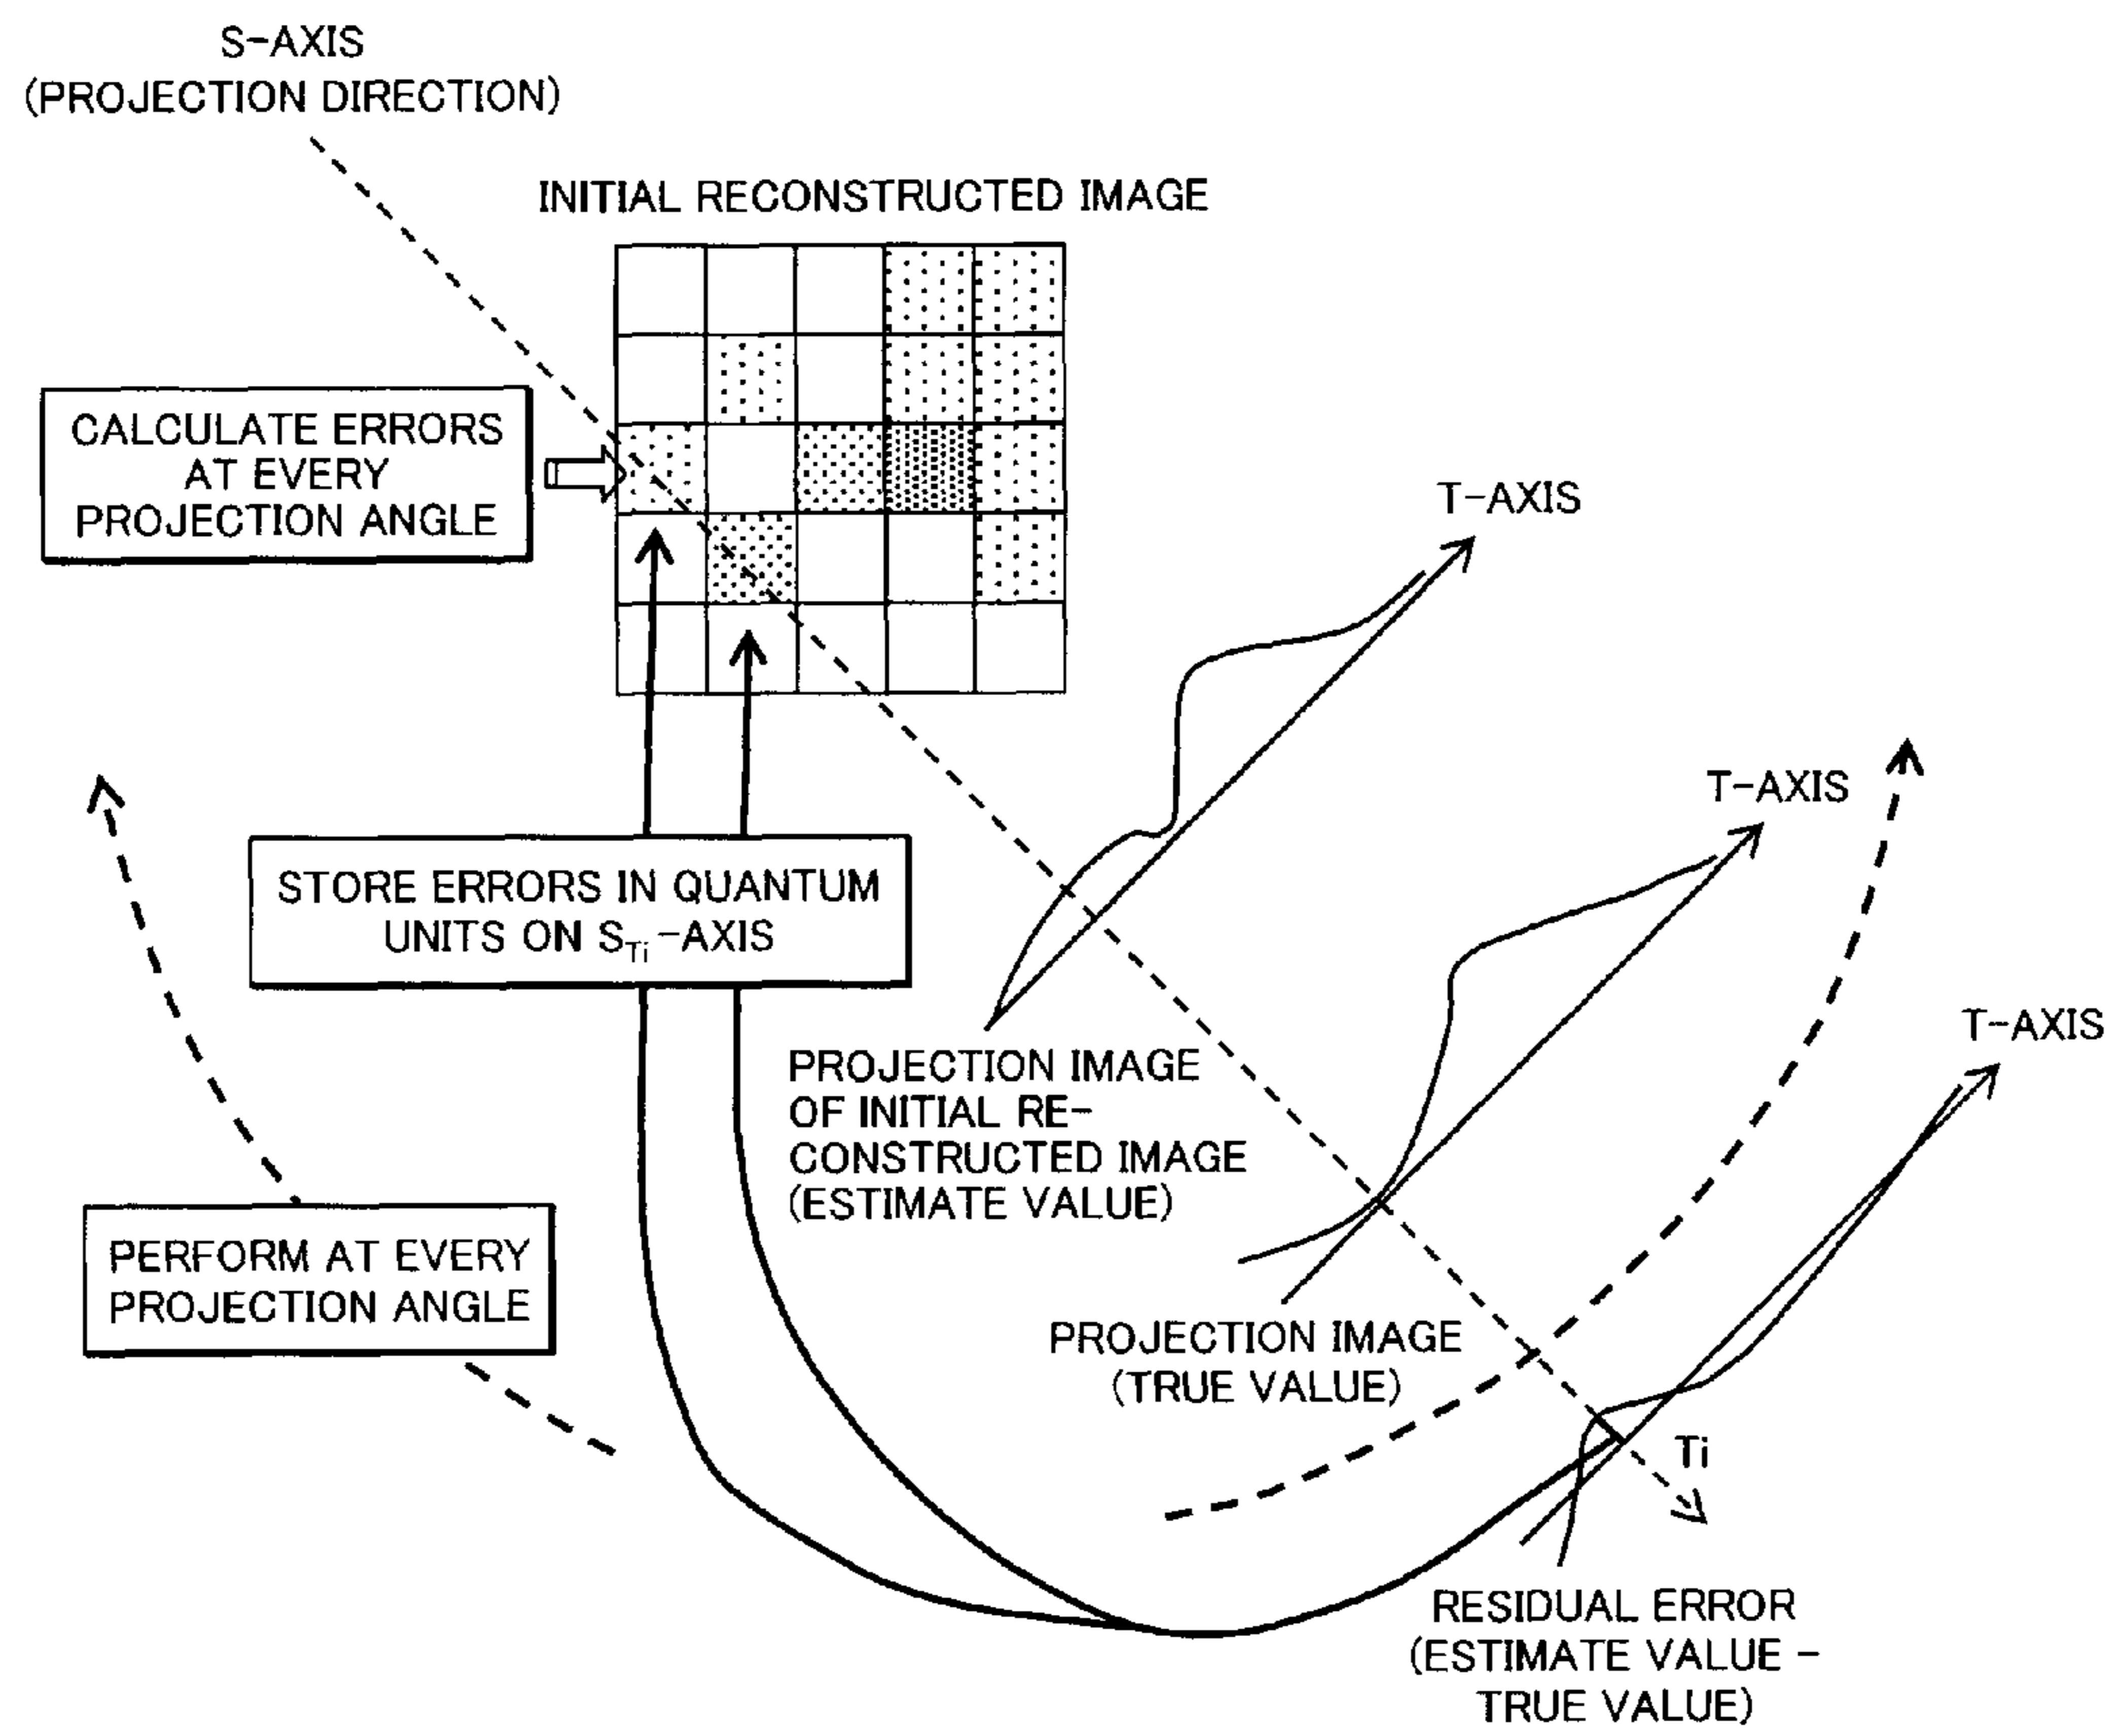 S-AXIS
(PROJECTION DIRECTION)
INITIAL RECONSTRUCTED IMAGE
CALCULATE ERRORS
AT EVERY
PROJECTION ANGLE
T-AXIS
T-AXIS
STORE ERRORS IN QUANTUM
UNITS ON S_Ti-AXIS
T-AXIS
PROJECTION IMAGE
OF INITIAL RE-
CONSTRUCTED IMAGE
(ESTIMATE VALUE)
PERFORM AT EVERY
PROJECTION ANGLE
PROJECTION IMAGE
(TRUE VALUE)
Ti
RESIDUAL ERROR
(ESTIMATE VALUE -
TRUE VALUE)